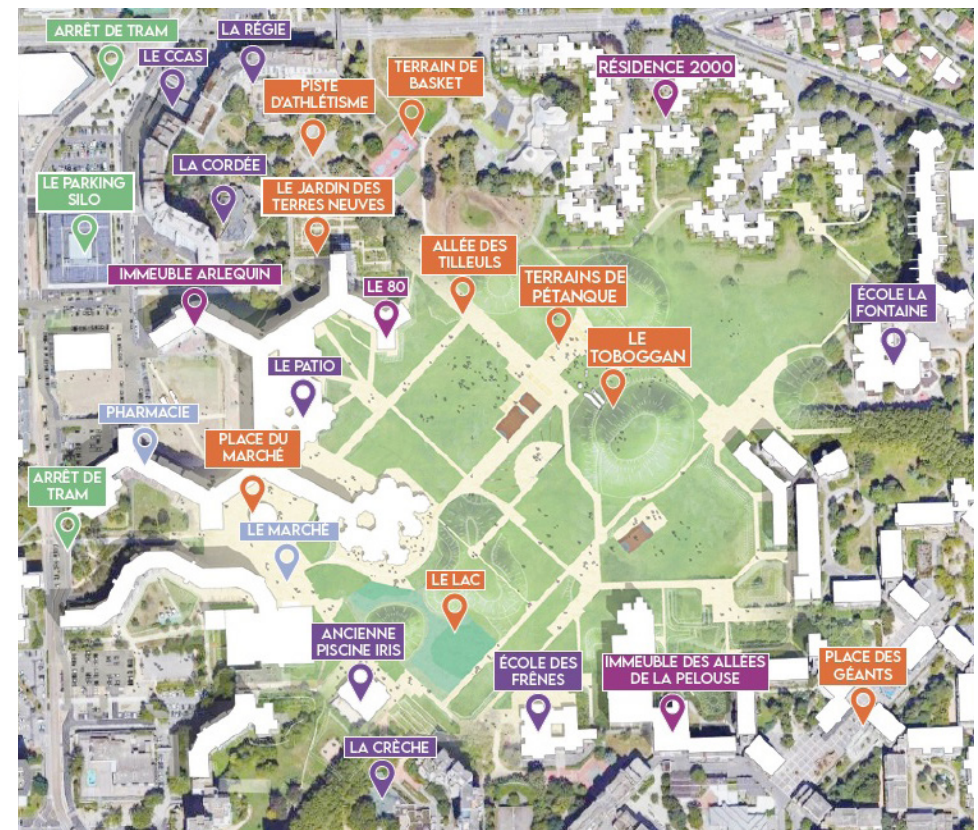 ARRÊT DE TRAM
LA RÉGIE
LE CCAS
TERRAIN DE
BASKET
RÉSIDENCE 2000
PISTE
D'ATHLÉTISME
LA CORDÉE
LE PARKING
SILO
LE JARDIN DES
TERRES NEUVES
ALLÉE DES
TILLEULS
IMMEUBLE ARLEQUIN
LE 80
TERRAINS DE
PÉTANQUE
ÉCOLE LA
FONTAINE
LE
TOBOGGAN
LE PATIO
PHARMACIE
PLACE DU
MARCHÉ
ARRÊT DE
TRAM
LE MARCHÉ
LE LAC
ANCIENNE
PISCINE IRIS
ÉCOLE DES
FRÊNES
IMMEUBLE DES ALLÉES
DE LA PELOUSE
PLACE DES
GÉANTS
LA CRÈCHE